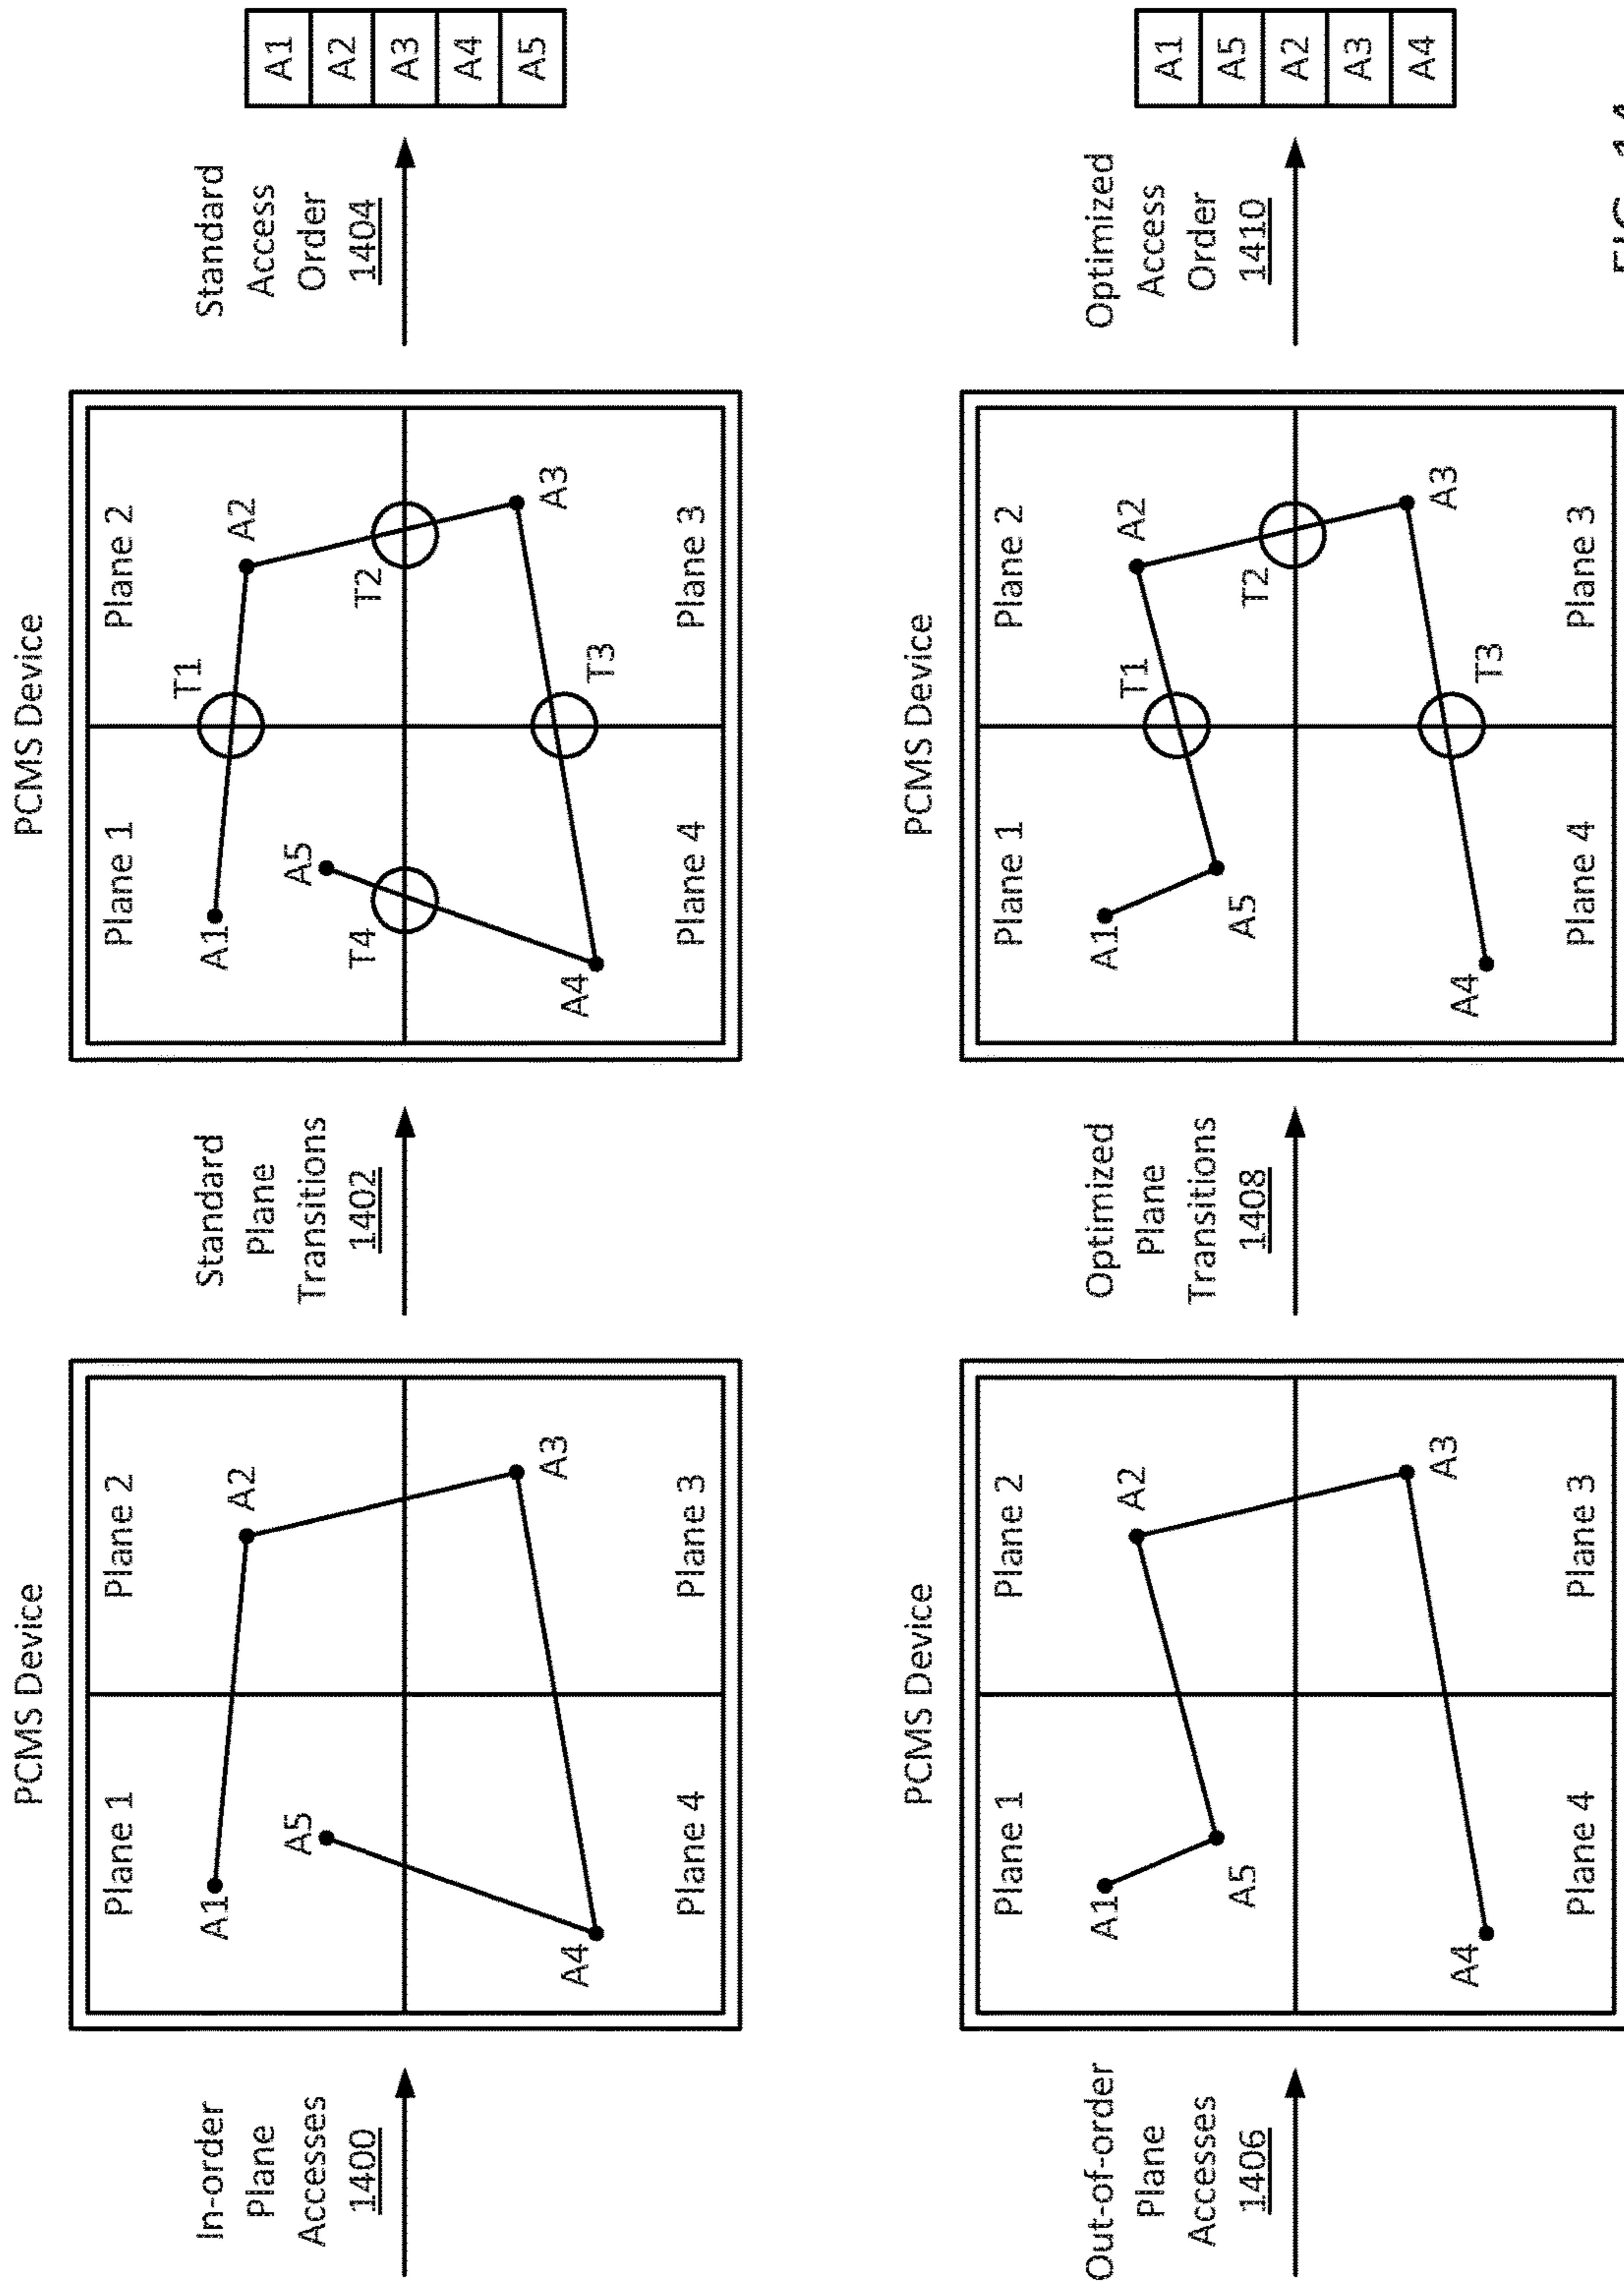 In-order
Plane
Accesses
1400
PCMS Device
Plane 1
Plane 2
A1
A2
A5
A3
A4
Plane 4
Plane 3
Standard
Plane
Transitions
1402
PCMS Device
Plane 1
Plane 2
T1
A1
A2
A5
T4
T2
A3
T3
A4
Plane 4
Plane 3
Standard
Access
Order
1404
A1
A2
A3
A4
A5
Out-of-order
Plane
Accesses
1406
PCMS Device
Plane 1
Plane 2
A1
A2
A5
A3
A4
Plane 4
Plane 3
Optimized
Plane
Transitions
1408
PCMS Device
Plane 1
Plane 2
A1
T1
A2
A5
T2
A3
T3
A4
Plane 4
Plane 3
Optimized
Access
Order
1410
A1
A5
A2
A3
A4